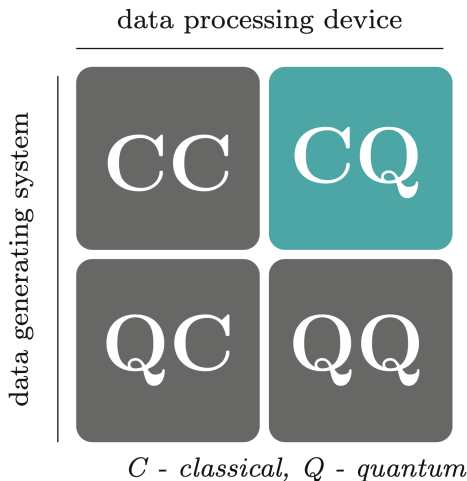 data processing device
data generating system
CC CQ
QC QQ
C - classical, Q - quantum